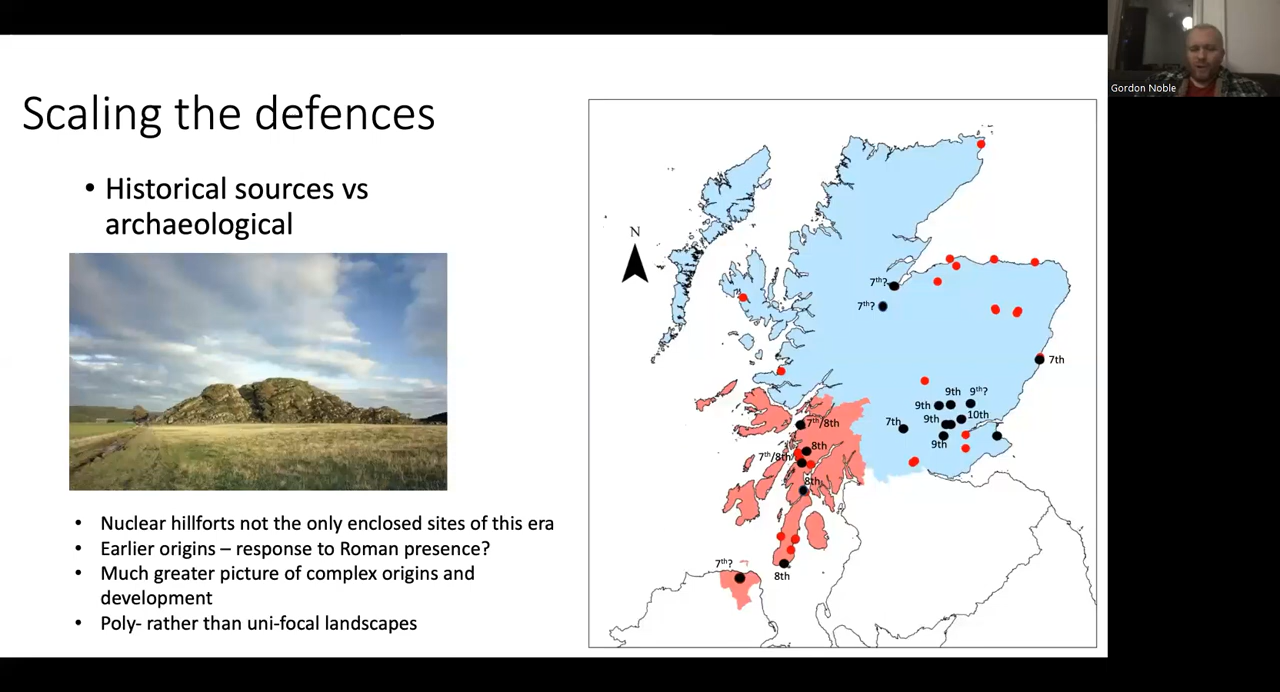 Scaling the defences
• Historical sources vs
archaeological
• Nuclear hillforts not the only enclosed sites of this era
• Earlier origins – response to Roman presence?
• Much greater picture of complex origins and
development
• Poly- rather than uni-focal landscapes
N
7th?
7th?
7th
9th
9th?
9th
10th
9th
7th
9th
7th/8th
8th
7th/8th
8th
7th?
8th
Gordon Noble